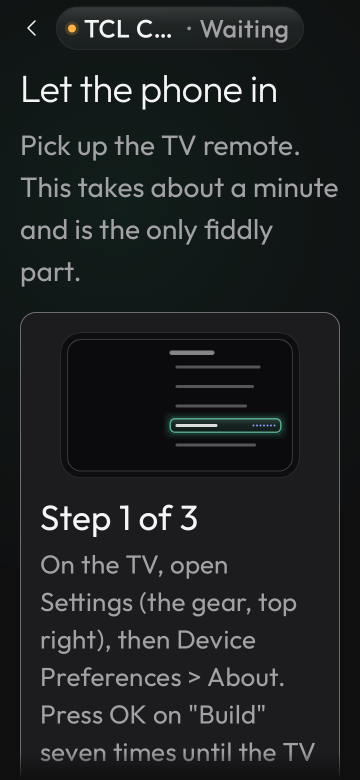 TCL C... · Waiting
Let the phone in
Pick up the TV remote.
This takes about a minute
and is the only fiddly
part.
Step 1 of 3
On the TV, open
Settings (the gear, top
right), then Device
Preferences > About.
Press OK on "Build"
seven times until the TV